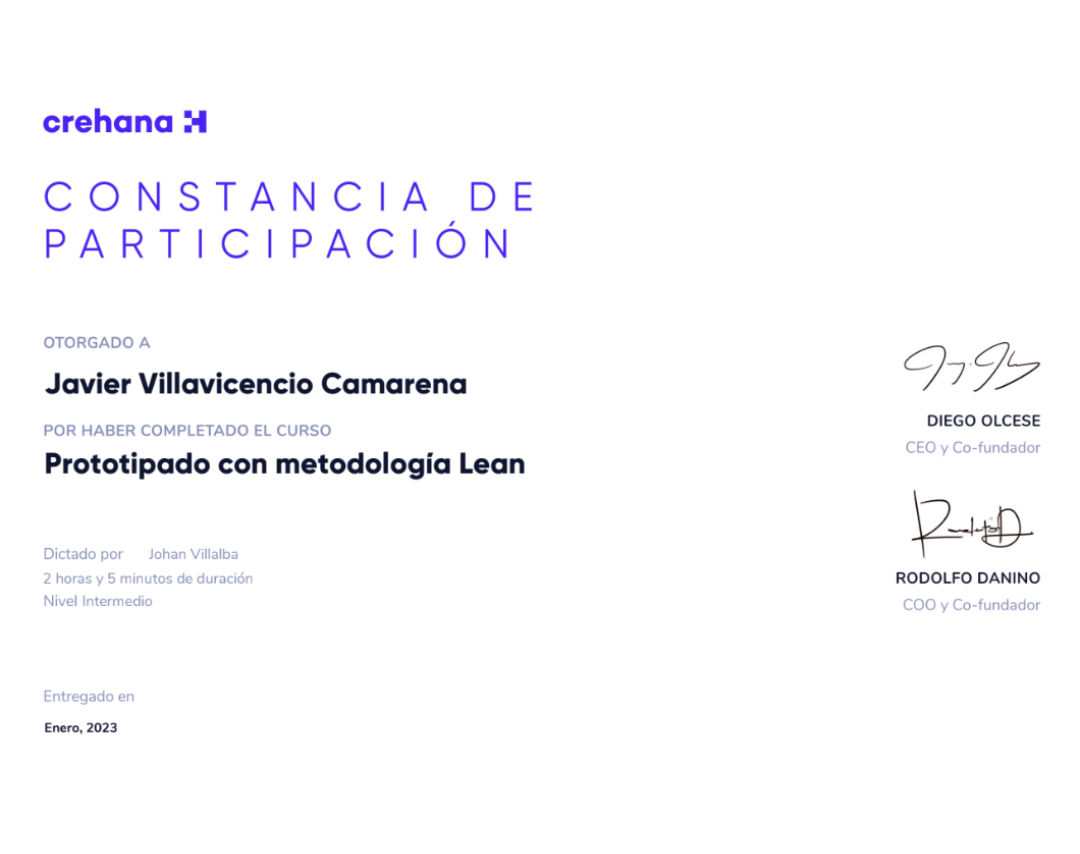 crehana
CONSTANCIA DE
PARTICIPACIÓN
OTORGADO A
Javier Villavicencio Camarena
POR HABER COMPLETADO EL CURSO
Prototipado con metodología Lean
Dictado por Johan Villalba
2 horas y 5 minutos de duración
Nivel Intermedio
Entregado en
Enero, 2023
DIEGO OLCESE
CEO y Co-fundador
RODOLFO DANINO
COO y Co-fundador